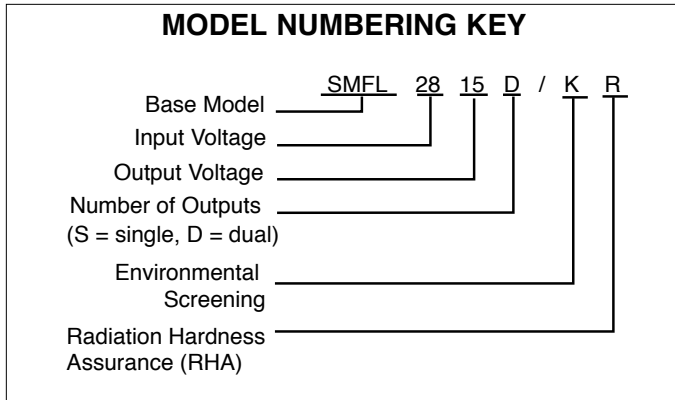 MODEL NUMBERING KEY
SMFL 28 15 D / K R
Base Model
Input Voltage
Output Voltage
Number of Outputs
(S = single, D = dual)
Environmental
Screening
Radiation Hardness
Assurance (RHA)